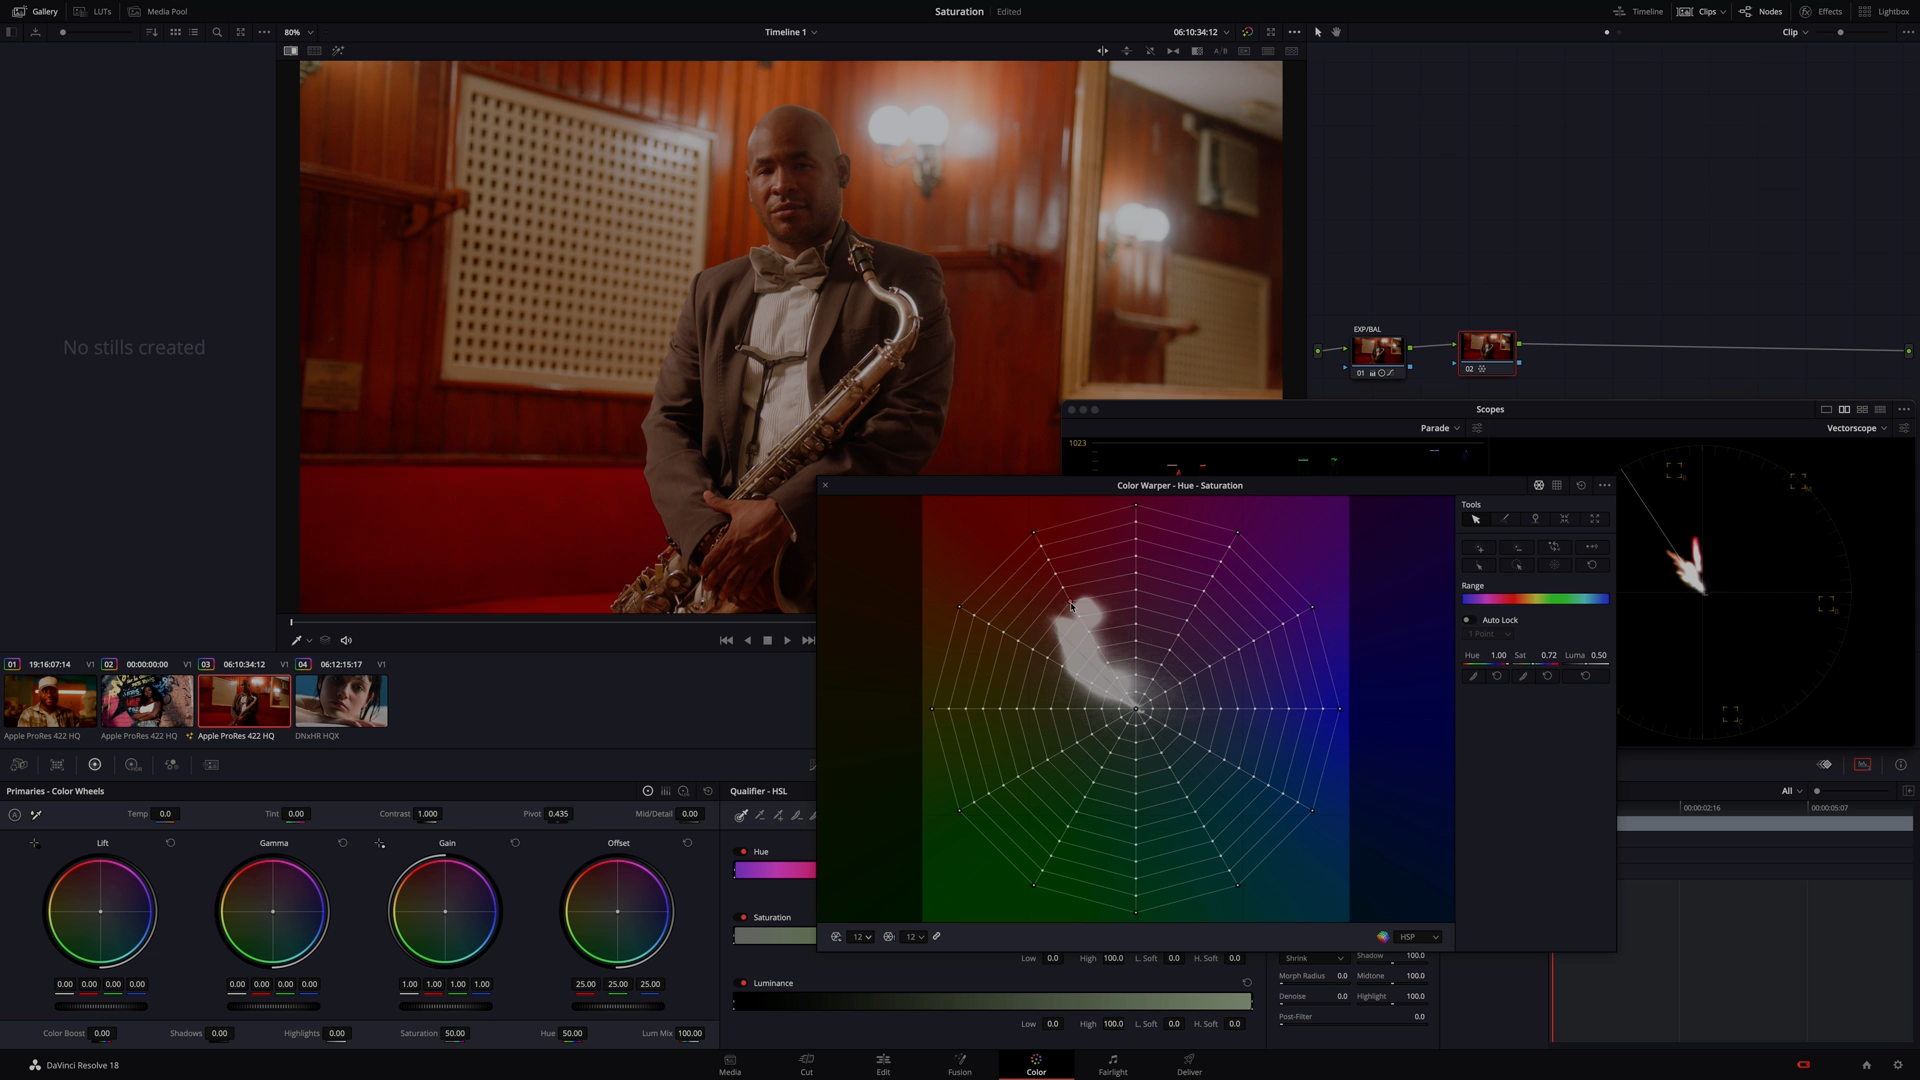 Gallery LUTs Media Pool Saturation Edited Timeline Clips Nodes Effects Lightbox
80% Timeline 1 06:10:34:12 Clip
A/B
No stills created
EXP/BAL
01 02
Scopes
Parade Vectorscope
1023
Color Warper - Hue - Saturation
Tools
Range
Auto Lock
1 Point
Hue 1.00 Sat 0.72 Luma 0.50
01 19:16:07:14 V1 02 00:00:00:00 V1 03 06:10:34:12 V1 04 06:12:15:17 V1
Apple ProRes 422 HQ Apple ProRes 422 HQ Apple ProRes 422 HQ DNxHR HQX
Primaries - Color Wheels Qualifier - HSL All
00:00:02:16 00:00:05:07
Temp 0.0 Tint 0.00 Contrast 1.000 Pivot 0.435 Mid/Detail 0.00
Lift Gamma Gain Offset
Hue
Saturation
12 12 HSP
Low 0.0 High 100.0 L. Soft 0.0 H. Soft 0.0 Shrink Shadow 100.0
Morph Radius 0.0 Midtone 100.0
0.00 0.00 0.00 0.00 0.00 0.00 0.00 0.00 1.00 1.00 1.00 1.00 25.00 25.00 25.00
Luminance
Denoise 0.0 Highlight 100.0
Post-Filter 0.0
Low 0.0 High 100.0 L. Soft 0.0 H. Soft 0.0
Color Boost 0.00 Shadows 0.00 Highlights 0.00 Saturation 50.00 Hue 50.00 Lum Mix 100.00
DaVinci Resolve 18
Media Cut Edit Fusion Color Fairlight Deliver